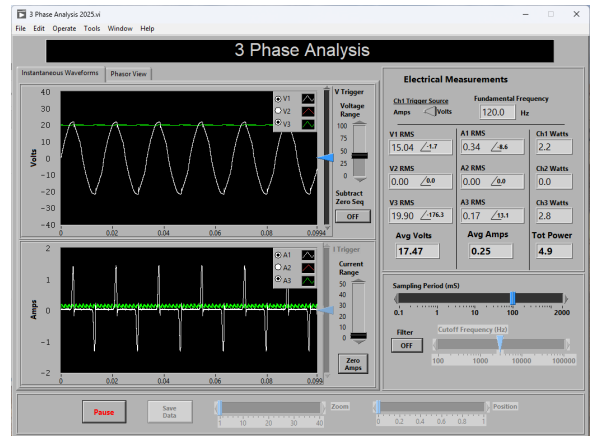 3 Phase Analysis 2025.vi
File Edit Operate Tools Window Help
3 Phase Analysis
Instantaneous Waveforms Phasor View
40
30
20
10
0
-10
-20
-30
-40
Volts
0 0.02 0.04 0.06 0.08 0.0994
V1
V2
V3
V Trigger
Voltage
Range
100
75
50
25
0
Subtract
Zero Seq
OFF
2
1
0
-1
-2
Amps
0 0.02 0.04 0.06 0.08 0.099
A1
A2
A3
I Trigger
Current
Range
50
40
30
20
10
0
Zero
Amps
Electrical Measurements
Ch1 Trigger Source
Amps Volts
Fundamental Frequency
120.0 Hz
V1 RMS A1 RMS Ch1 Watts
15.04 -1.7 0.34 -8.6 2.2
V2 RMS A2 RMS Ch2 Watts
0.00 0.0 0.00 0.0 0.0
V3 RMS A3 RMS Ch3 Watts
19.90 -176.3 0.17 13.1 2.8
Avg Volts Avg Amps Tot Power
17.47 0.25 4.9
Sampling Period (mS)
0.1 1 10 100 2000
Filter
OFF
Cutoff Frequency (Hz)
100 1000 10000 100000
Pause
Save
Data
Zoom
1 10 20 30 40
Position
0 0.2 0.4 0.6 0.8 1